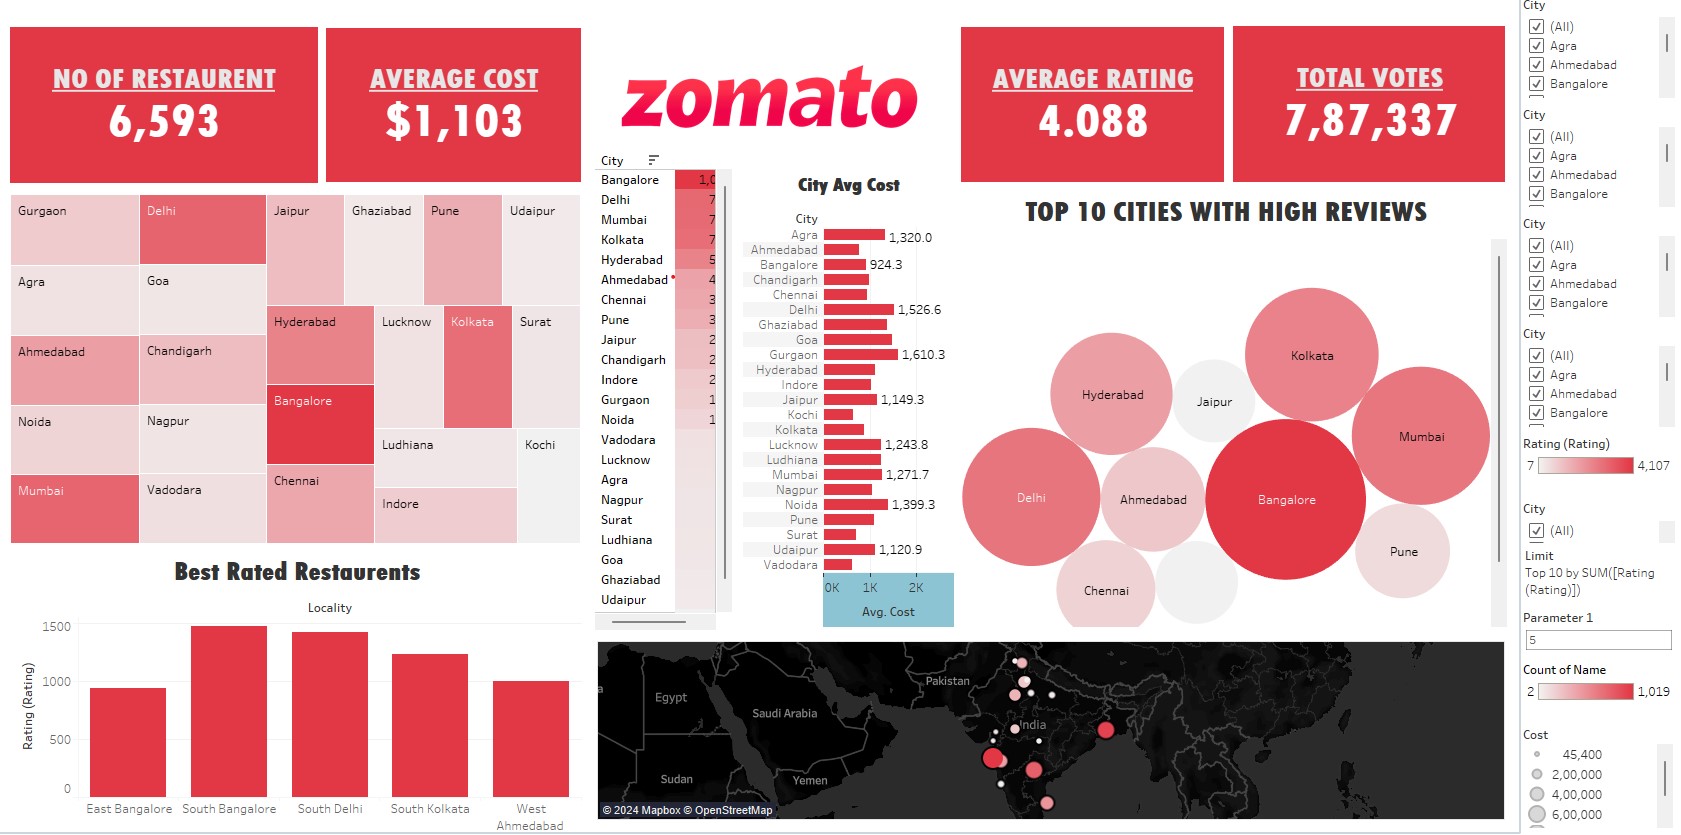 NO OF RESTAURENT
6,593
AVERAGE COST
$1,103
zomato
AVERAGE RATING
4.088
TOTAL VOTES
7,87,337
Gurgaon
Delhi
Jaipur
Ghaziabad
Pune
Udaipur
Agra
Goa
Hyderabad
Lucknow
Kolkata
Surat
Ahmedabad
Chandigarh
Bangalore
Noida
Nagpur
Ludhiana
Kochi
Mumbai
Vadodara
Chennai
Indore
City
Bangalore 1,0
Delhi 7
Mumbai 7
Kolkata 7
Hyderabad 5
Ahmedabad 4
Chennai 3
Pune 3
Jaipur 2
Chandigarh 2
Indore 2
Gurgaon 1
Noida 1
Vadodara
Lucknow
Agra
Nagpur
Surat
Ludhiana
Goa
Ghaziabad
Udaipur
City Avg Cost
City
Agra 1,320.0
Ahmedabad
Bangalore 924.3
Chandigarh
Chennai
Delhi 1,526.6
Ghaziabad
Goa
Gurgaon 1,610.3
Hyderabad
Indore
Jaipur 1,149.3
Kochi
Kolkata
Lucknow 1,243.8
Ludhiana
Mumbai 1,271.7
Nagpur
Noida 1,399.3
Pune
Surat
Udaipur 1,120.9
Vadodara
0K 1K 2K
Avg. Cost
TOP 10 CITIES WITH HIGH REVIEWS
Kolkata
Hyderabad
Jaipur
Mumbai
Delhi
Ahmedabad
Bangalore
Pune
Chennai
Best Rated Restaurents
Locality
Rating (Rating)
1500
1000
500
0
East Bangalore
South Bangalore
South Delhi
South Kolkata
West
Ahmedabad
a
Egypt
Saudi Arabia
Pakistan
India
Sudan
Yemen
© 2024 Mapbox © OpenStreetMap
City
(All)
Agra
Ahmedabad
Bangalore
City
(All)
Agra
Ahmedabad
Bangalore
City
(All)
Agra
Ahmedabad
Bangalore
City
(All)
Agra
Ahmedabad
Bangalore
Rating (Rating)
7 4,107
City
(All)
Limit
Top 10 by SUM([Rating
(Rating)])
Parameter 1
5
Count of Name
2 1,019
Cost
45,400
2,00,000
4,00,000
6,00,000